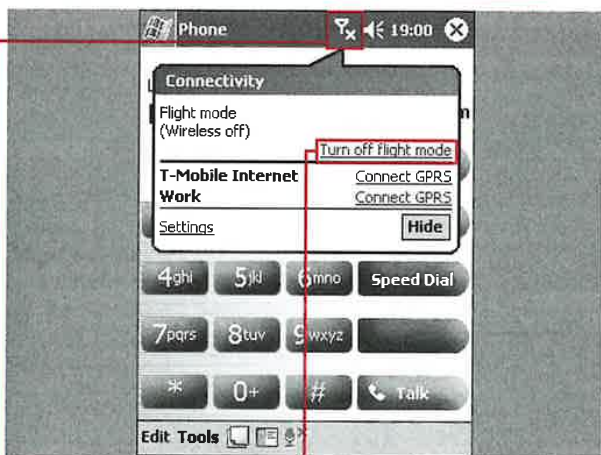 Phone 19:00
Connectivity
Flight mode
(Wireless off)
Turn off flight mode
T-Mobile Internet Connect GPRS
Work Connect GPRS
Settings Hide
4ghi 5jkl 6mno Speed Dial
7pqrs 8tuv 9wxyz
* 0+ # Talk
Edit Tools